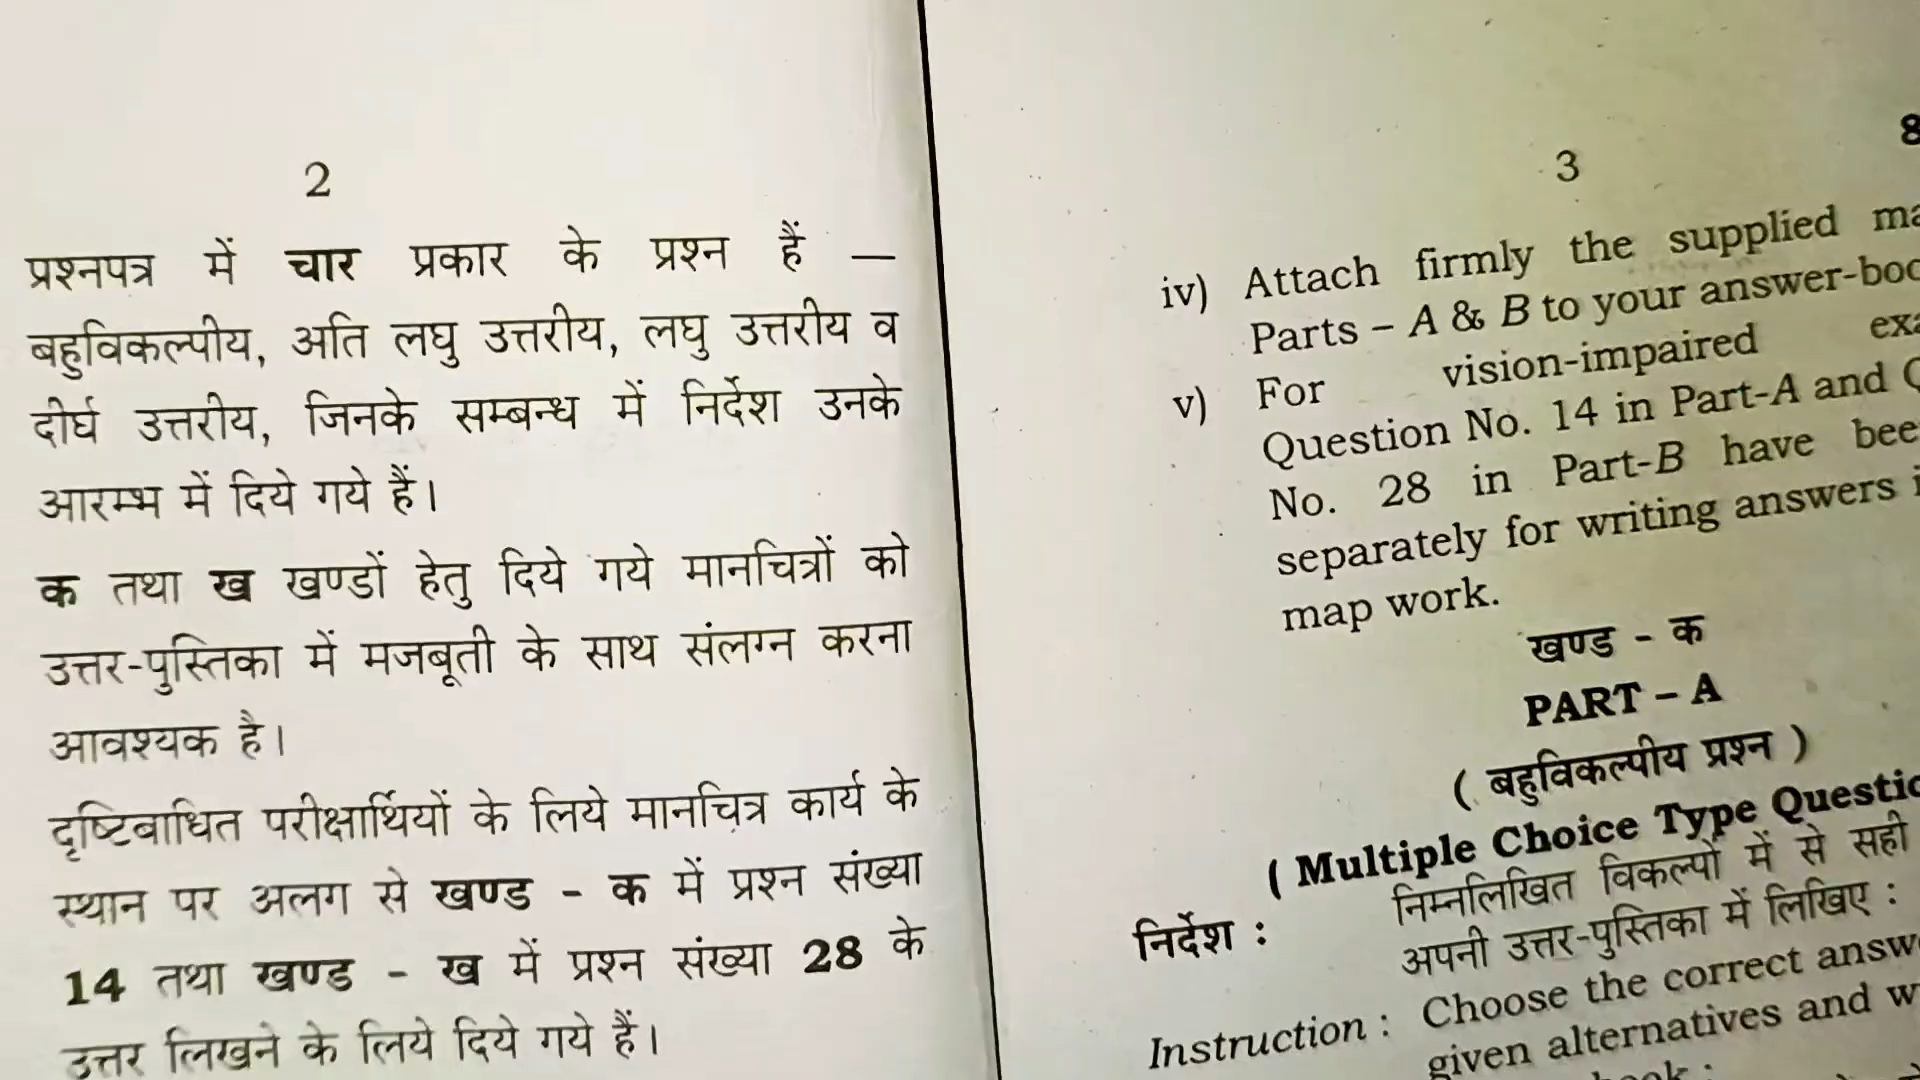 2
प्रश्नपत्र में चार प्रकार के प्रश्न हैं —
बहुविकल्पीय, अति लघु उत्तरीय, लघु उत्तरीय व
दीर्घ उत्तरीय, जिनके सम्बन्ध में निर्देश उनके
आरम्भ में दिये गये हैं।
क तथा ख खण्डों हेतु दिये गये मानचित्रों को
उत्तर-पुस्तिका में मजबूती के साथ संलग्न करना
आवश्यक है।
दृष्टिबाधित परीक्षार्थियों के लिये मानचित्र कार्य के
स्थान पर अलग से खण्ड - क में प्रश्न संख्या
14 तथा खण्ड - ख में प्रश्न संख्या 28 के
उत्तर लिखने के लिये दिये गये हैं।
3
iv) Attach firmly the supplied
Parts – A & B to your
v) For vision-impaired
Question No. 14 in Part-A and
No. 28 in Part-B have
separately for writing answers
map work.
खण्ड - क
PART – A
( बहुविकल्पीय प्रश्न )
( Multiple Choice Type
निर्देश : निम्नलिखित विकल्पों में से सही
अपनी उत्तर-पुस्तिका में लिखिए :
Instruction : Choose the correct
given alternatives and